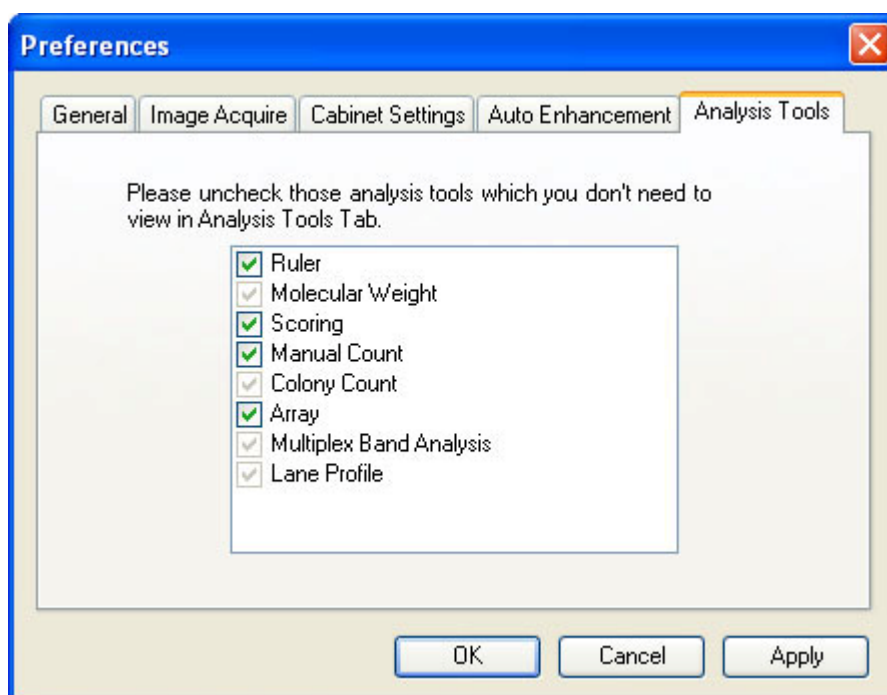 Preferences
General Image Acquire Cabinet Settings Auto Enhancement Analysis Tools
Please uncheck those analysis tools which you don't need to
view in Analysis Tools Tab.
Ruler
Molecular Weight
Scoring
Manual Count
Colony Count
Array
Multiplex Band Analysis
Lane Profile
OK Cancel Apply